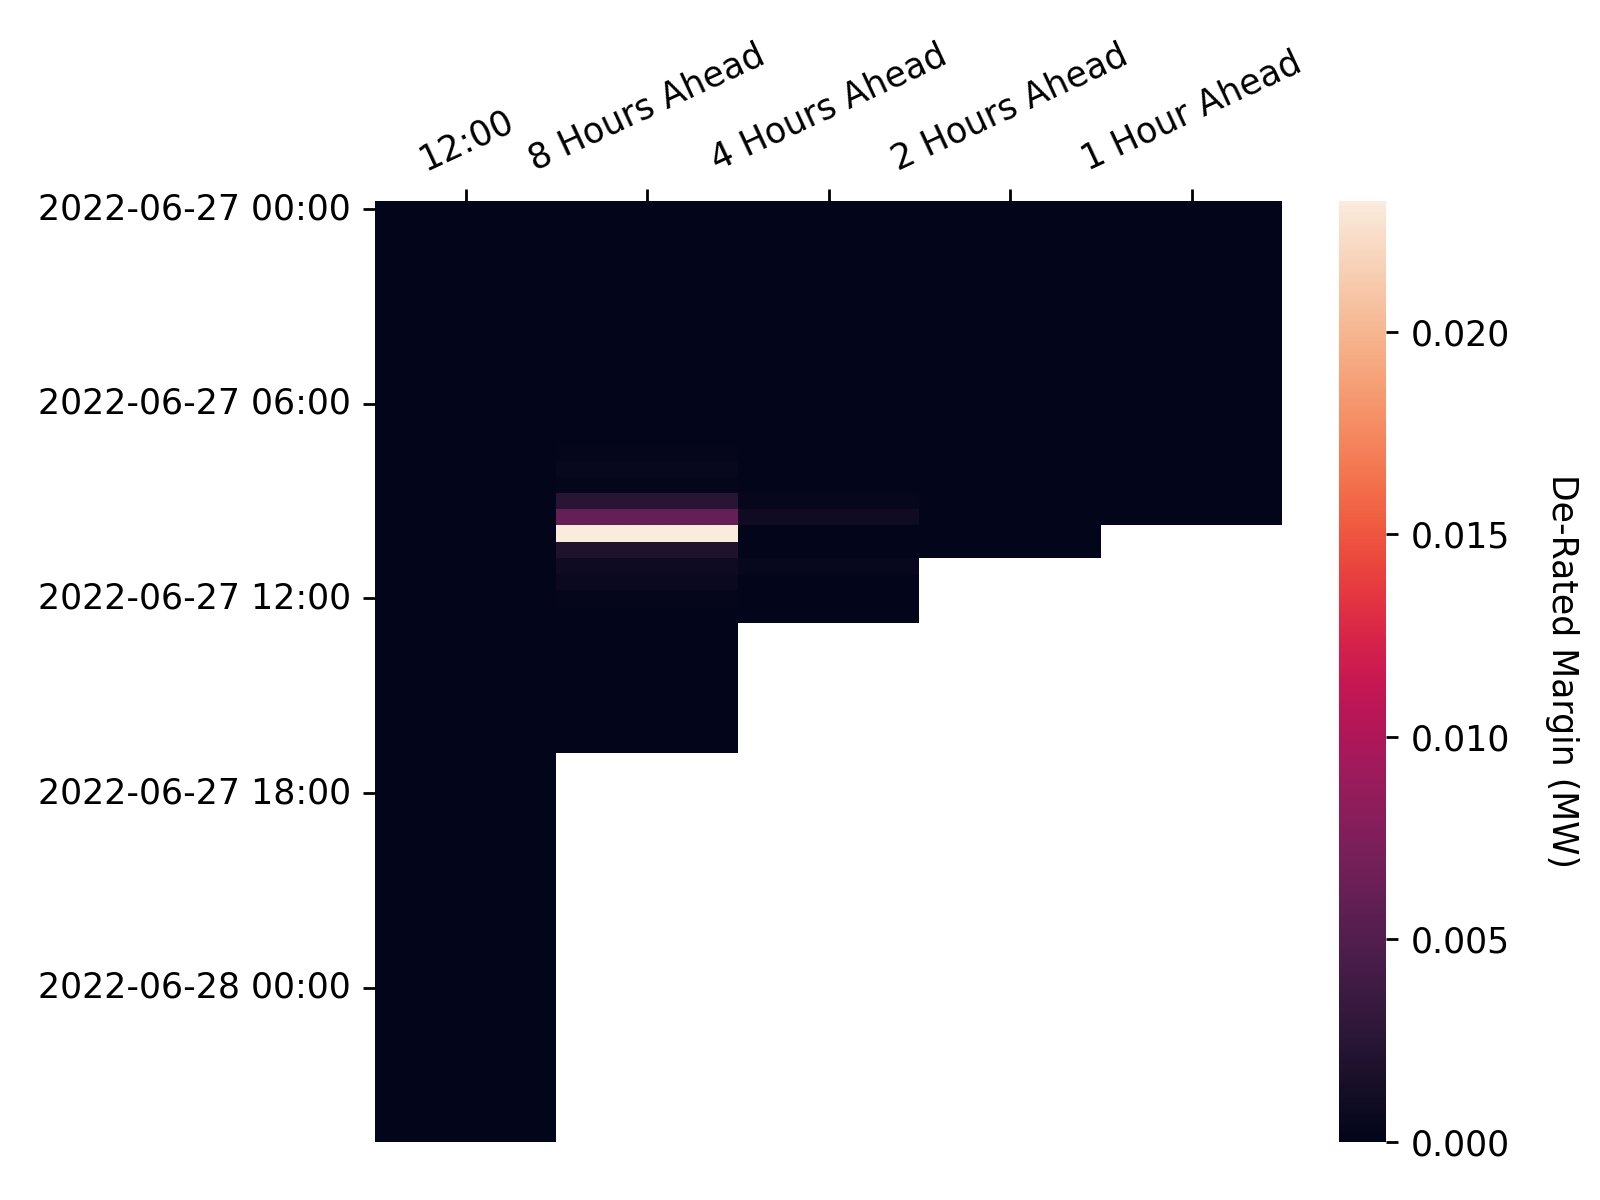 12:00
8 Hours Ahead
4 Hours Ahead
2 Hours Ahead
1 Hour Ahead
2022-06-27 00:00
2022-06-27 06:00
2022-06-27 12:00
2022-06-27 18:00
2022-06-28 00:00
0.020
0.015
0.010
0.005
0.000
De-Rated Margin (MW)